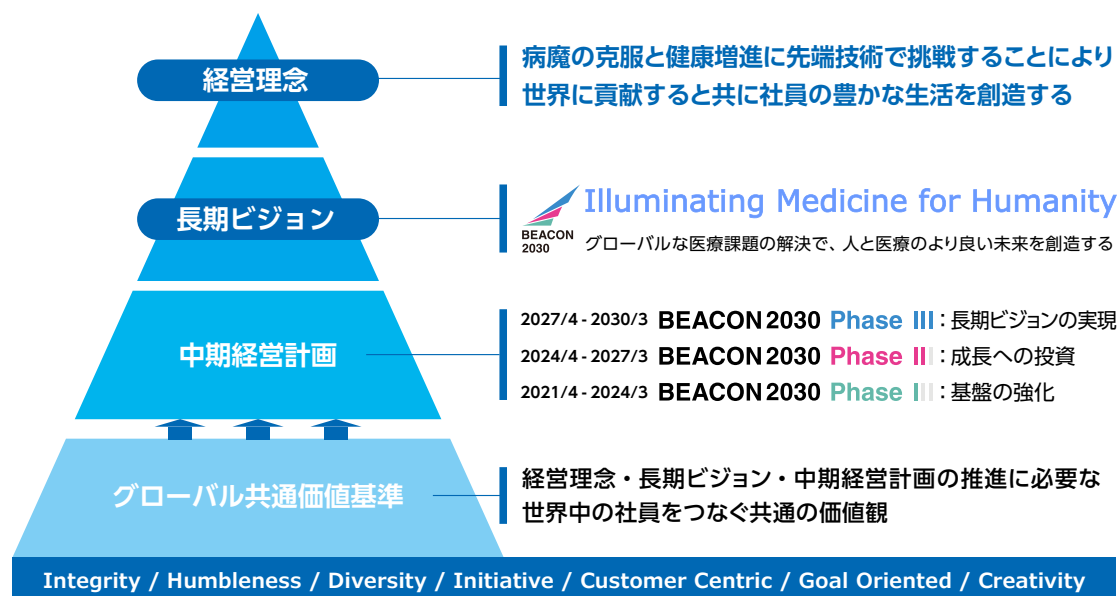 経営理念
病魔の克服と健康増進に先端技術で挑戦することにより
世界に貢献すると共に社員の豊かな生活を創造する
長期ビジョン
BEACON
2030
Illuminating Medicine for Humanity
グローバルな医療課題の解決で、人と医療のより良い未来を創造する
中期経営計画
2027/4 - 2030/3 BEACON 2030 Phase III：長期ビジョンの実現
2024/4 - 2027/3 BEACON 2030 Phase II：成長への投資
2021/4 - 2024/3 BEACON 2030 Phase I：基盤の強化
グローバル共通価値基準
経営理念・長期ビジョン・中期経営計画の推進に必要な
世界中の社員をつなぐ共通の価値観
Integrity / Humbleness / Diversity / Initiative / Customer Centric / Goal Oriented / Creativity